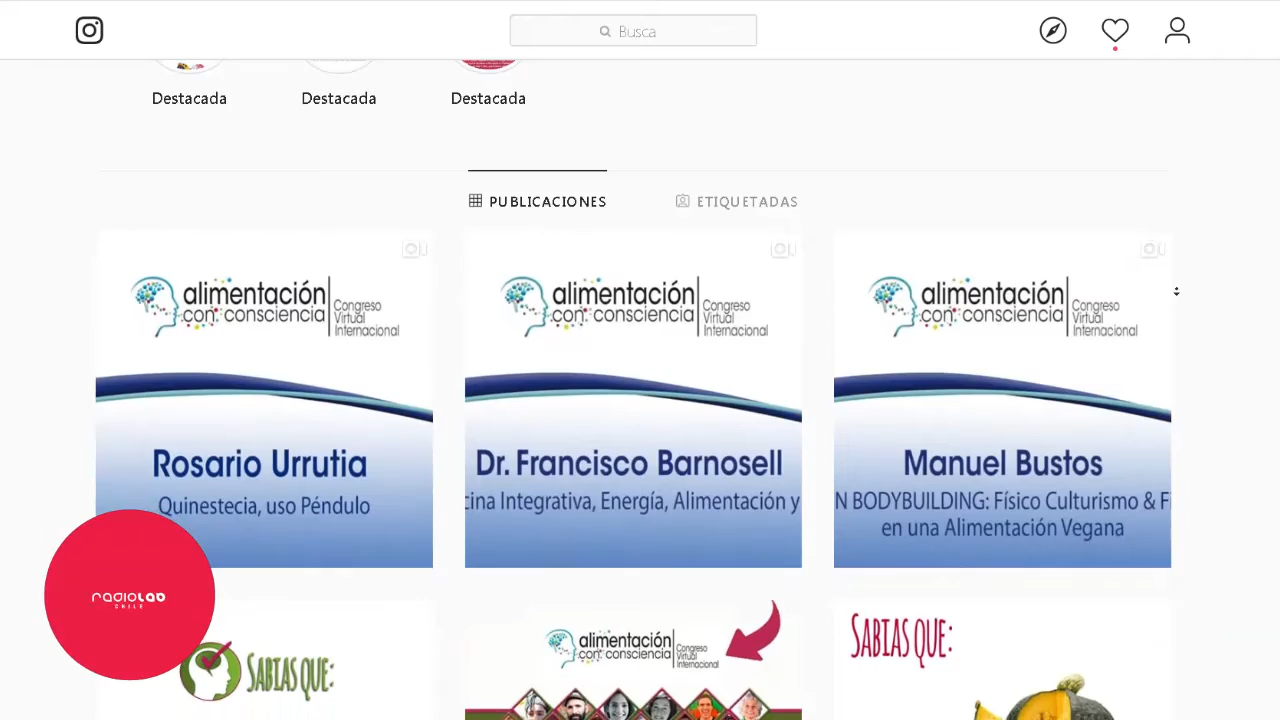 Busca
Destacada
Destacada
Destacada
PUBLICACIONES
ETIQUETADAS
alimentación
con consciencia
Congreso
Virtual
Internacional
Rosario Urrutia
Quinestecia, uso Péndulo
alimentación
con consciencia
Congreso
Virtual
Internacional
Dr. Francisco Barnosell
cina Integrativa, Energía, Alimentación y
alimentación
con consciencia
Congreso
Virtual
Internacional
Manuel Bustos
N BODYBUILDING: Físico Culturismo & F
en una Alimentación Vegana
radiolab
CHILE
SABIAS QUE:
alimentación
con consciencia
Congreso
Virtual
Internacional
SABIAS QUE: